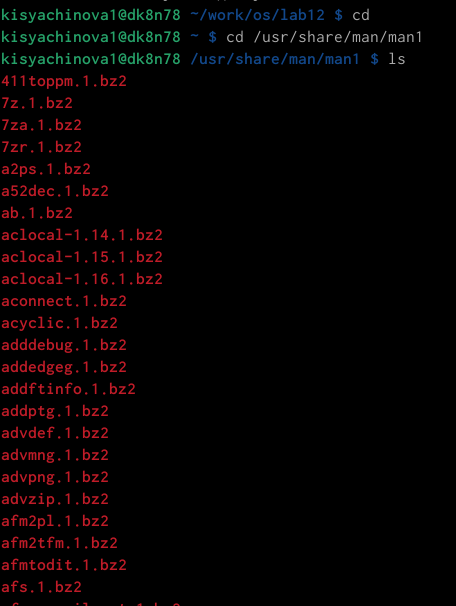 kisyachinova1@dk8n78 ~/work/os/lab12 $ cd
kisyachinova1@dk8n78 ~ $ cd /usr/share/man/man1
kisyachinova1@dk8n78 /usr/share/man/man1 $ ls
411toppm.1.bz2
7z.1.bz2
7za.1.bz2
7zr.1.bz2
a2ps.1.bz2
a52dec.1.bz2
ab.1.bz2
aclocal-1.14.1.bz2
aclocal-1.15.1.bz2
aclocal-1.16.1.bz2
aconnect.1.bz2
acyclic.1.bz2
adddebug.1.bz2
addedgeg.1.bz2
addftinfo.1.bz2
addptg.1.bz2
advdef.1.bz2
advmng.1.bz2
advpng.1.bz2
advzip.1.bz2
afm2pl.1.bz2
afm2tfm.1.bz2
afmtodit.1.bz2
afs.1.bz2